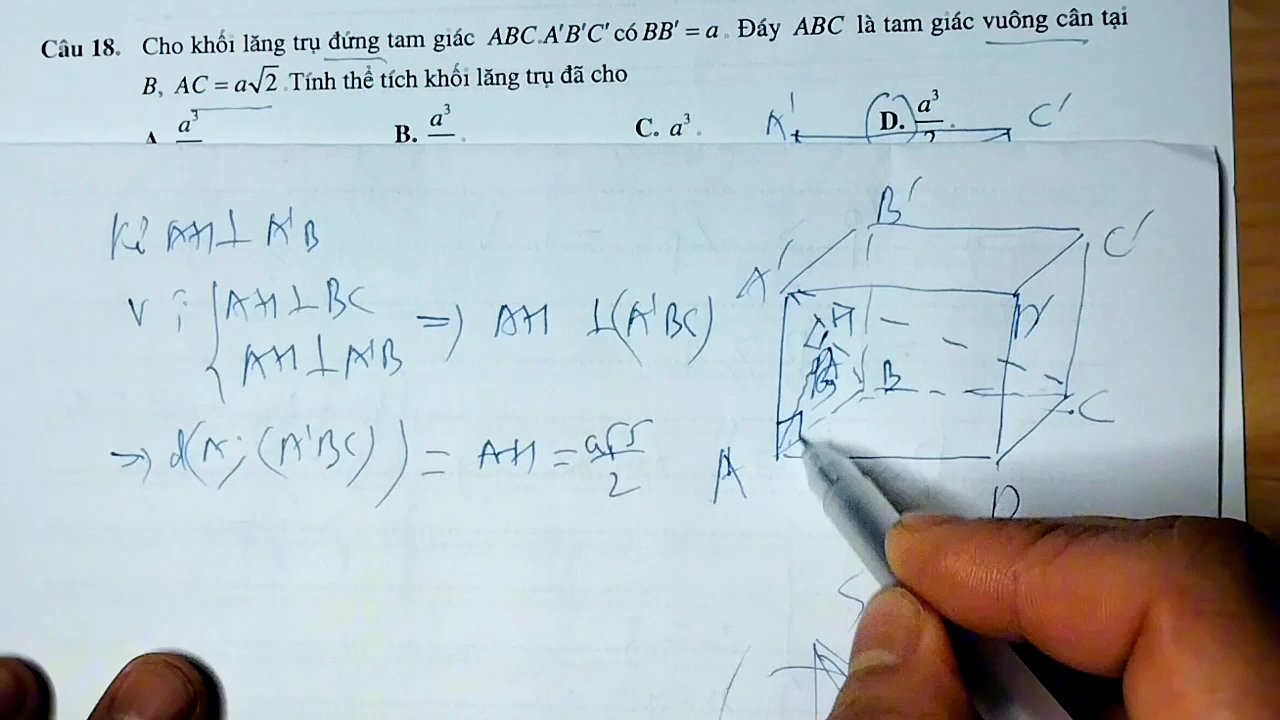 Câu 18. Cho khối lăng trụ đứng tam giác ABC.A'B'C' có BB' = a. Đáy ABC là tam giác vuông cân tại
B, AC = a√2. Tính thể tích khối lăng trụ đã cho
A a³ B. a³ . C. a³. D. a³ .
A' C'
Kẻ AH ⊥ A'B
Vì { AH ⊥ BC
AH ⊥ A'B
=> AH ⊥ (A'BC)
=> d(A; (A'BC)) = AH = a√5/2
B'
C'
A'
D'
H
B
C
A
D
S